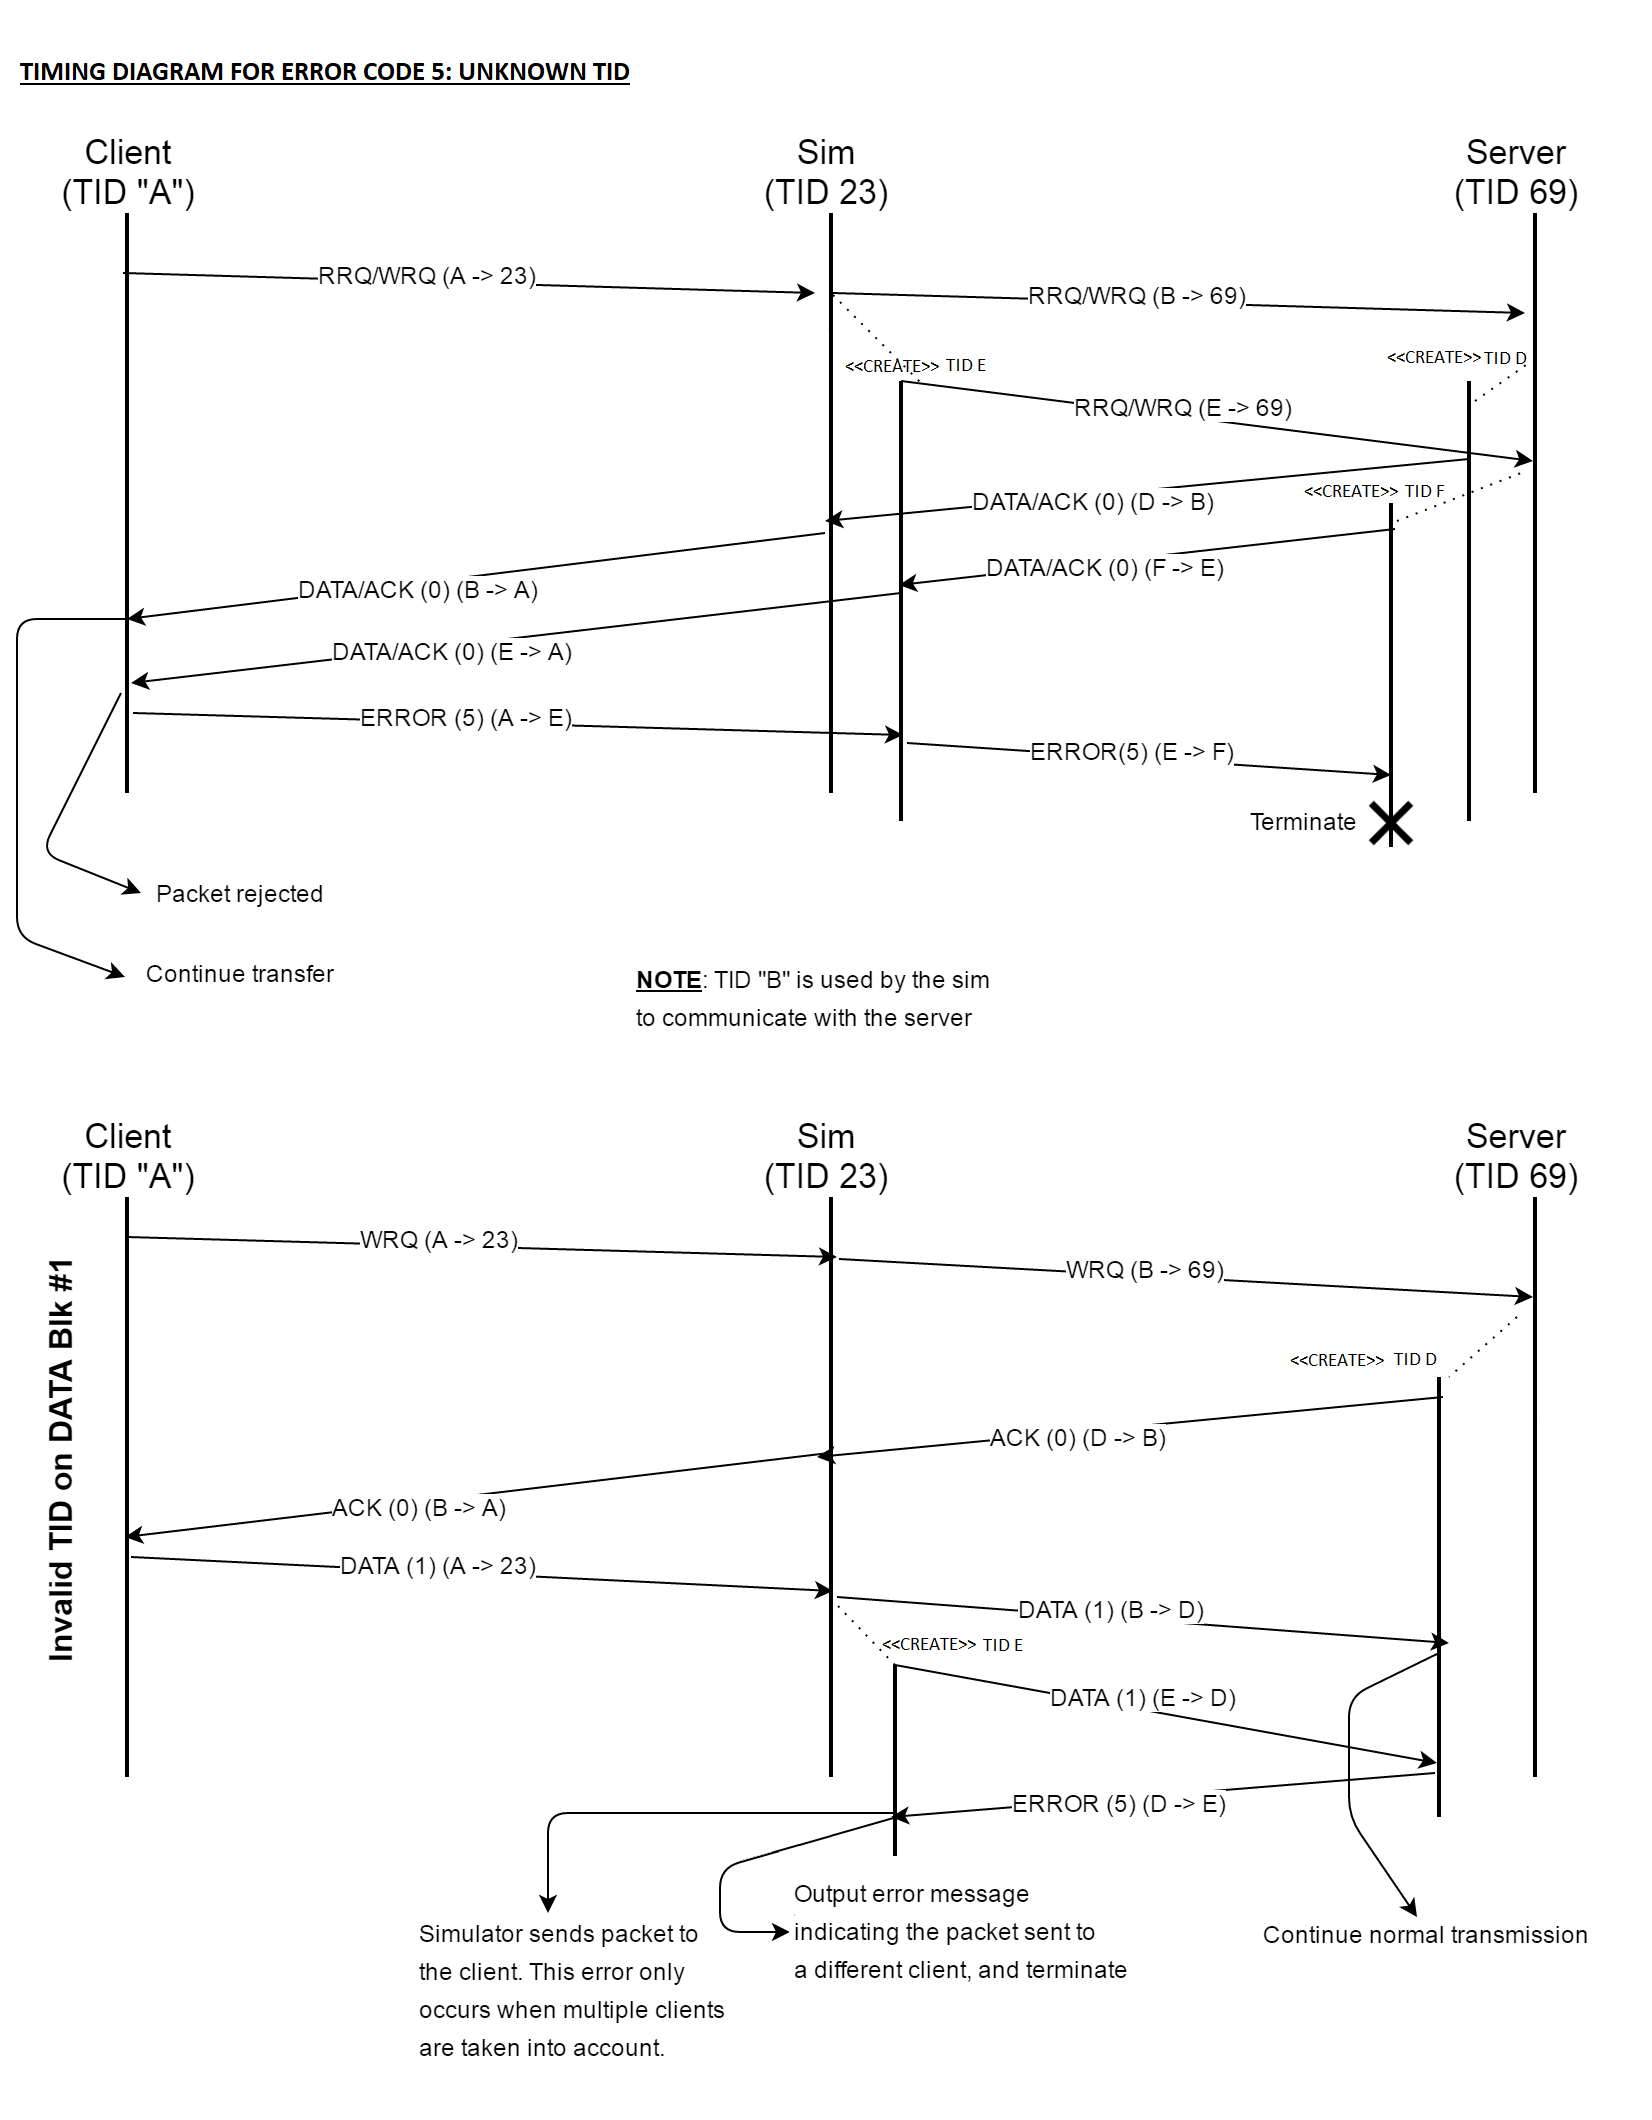 TIMING DIAGRAM FOR ERROR CODE 5: UNKNOWN TID
Client
(TID "A")
Sim
(TID 23)
Server
(TID 69)
RRQ/WRQ (A -> 23)
RRQ/WRQ (B -> 69)
<<CREATE>> TID E
<<CREATE>> TID D
RRQ/WRQ (E -> 69)
DATA/ACK (0) (D -> B)
<<CREATE>> TID F
DATA/ACK (0) (F -> E)
DATA/ACK (0) (B -> A)
DATA/ACK (0) (E -> A)
ERROR (5) (A -> E)
ERROR(5) (E -> F)
Terminate
Packet rejected
Continue transfer
NOTE: TID "B" is used by the sim
to communicate with the server
Client
(TID "A")
Sim
(TID 23)
Server
(TID 69)
Invalid TID on DATA Blk #1
WRQ (A -> 23)
WRQ (B -> 69)
<<CREATE>> TID D
ACK (0) (D -> B)
ACK (0) (B -> A)
DATA (1) (A -> 23)
DATA (1) (B -> D)
<<CREATE>> TID E
DATA (1) (E -> D)
ERROR (5) (D -> E)
Simulator sends packet to
the client. This error only
occurs when multiple clients
are taken into account.
Output error message
indicating the packet sent to
a different client, and terminate
Continue normal transmission